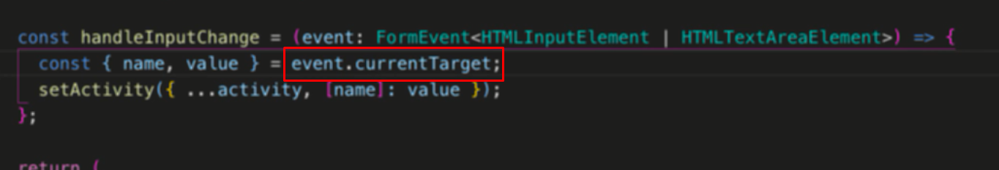 const handleInputChange = (event: FormEvent<HTMLInputElement | HTMLTextAreaElement>) => {
const { name, value } = event.currentTarget;
setActivity({ ...activity, [name]: value });
};
return (